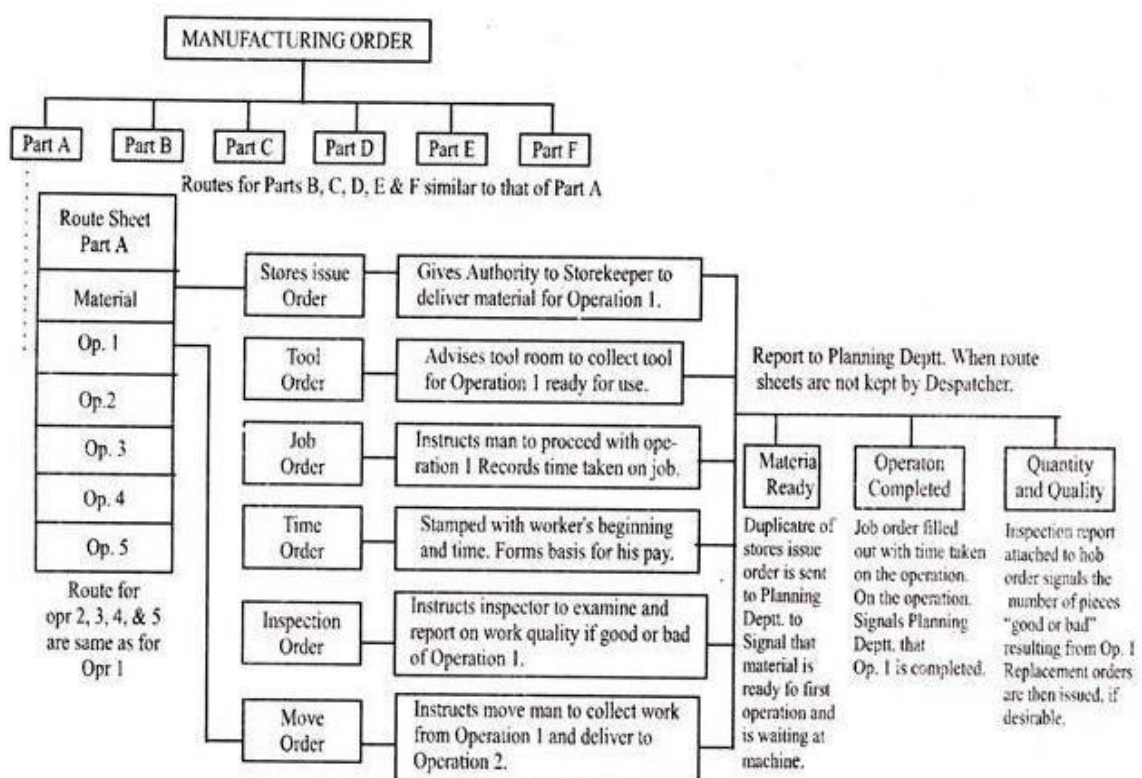 MANUFACTURING ORDER
Part A
Part B
Part C
Part D
Part E
Part F
Routes for Parts B, C, D, E & F similar to that of Part A
Route Sheet
Part A
Material
Op. 1
Op.2
Op. 3
Op. 4
Op. 5
Route for
opr 2, 3, 4, & 5
are same as for
Opr 1
Stores issue
Order
Gives Authority to Storekeeper to
deliver material for Operation 1.
Tool
Order
Advises tool room to collect tool
for Operation 1 ready for use.
Job
Order
Instructs man to procced with ope-
ration 1 Records time taken on job.
Time
Order
Stamped with worker's beginning
and time. Forms basis for his pay.
Inspection
Order
Instructs inspector to examine and
report on work quality if good or bad
of Operation 1.
Move
Order
Instructs move man to collect work
from Operation 1 and deliver to
Operation 2.
Report to Planning Deptt. When route
sheets are not kept by Despatcher.
Materia
Ready
Duplicatre of
stores issue
order is sent
to Planning
Deptt. to
Signal that
material is
ready fo first
operation and
is waiting at
machine.
Operaton
Completed
Job order filled
out with time taken
on the operation.
On the operation.
Signals Planning
Deptt. that
Op. 1 is completed.
Quantity
and Quality
Inspection report
attached to hob
order signals the
number of pieces
"good or bad"
resulting from Op. 1
Replacement orders
are then issued, if
desirable.